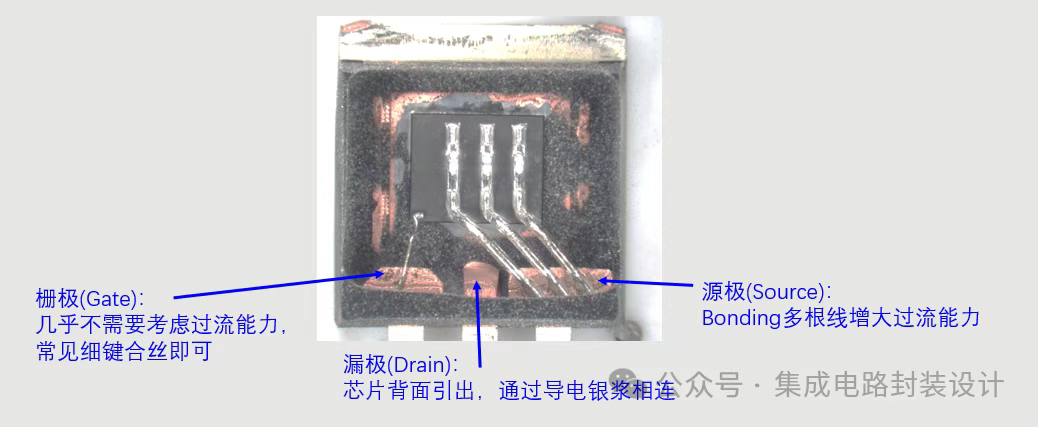 栅极(Gate)：
几乎不需要考虑过流能力，
常见细键合丝即可
漏极(Drain)：
芯片背面引出，通过导电银浆相连
源极(Source)：
Bonding多根线增大过流能力
公众号·集成电路封装设计